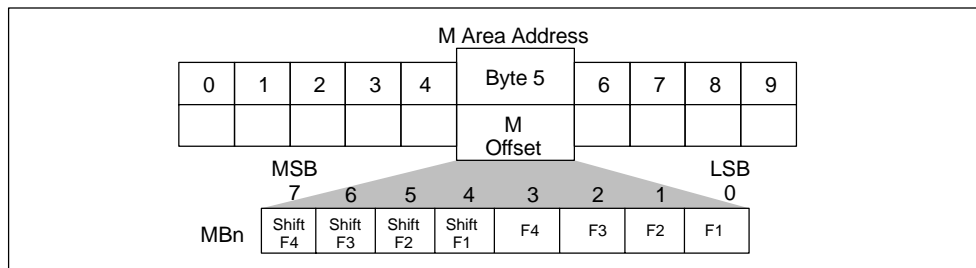 M Area Address
0 1 2 3 4 Byte 5 6 7 8 9
M
Offset
MSB LSB
7 6 5 4 3 2 1 0
MBn Shift F4 Shift F3 Shift F2 Shift F1 F4 F3 F2 F1